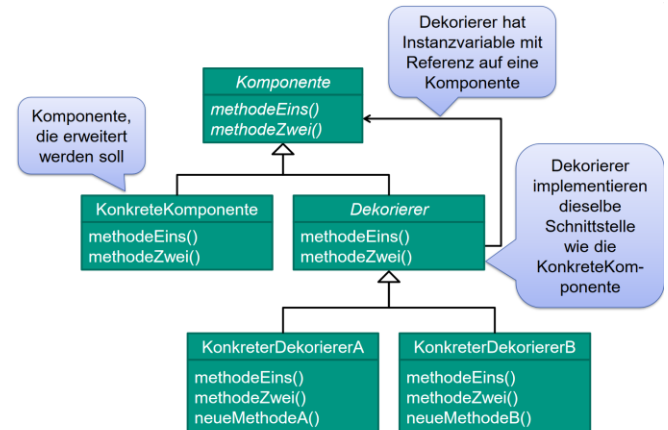 Dekorierer hat
Instanzvariable mit
Referenz auf eine
Komponente
Komponente
methodeEins()
methodeZwei()
Komponente,
die erweitert
werden soll
KonkreteKomponente
methodeEins()
methodeZwei()
Dekorierer
methodeEins()
methodeZwei()
Dekorierer
implementieren
dieselbe
Schnittstelle
wie die
KonkreteKom-
ponente
KonkreterDekoriererA
methodeEins()
methodeZwei()
neueMethodeA()
KonkreterDekoriererB
methodeEins()
methodeZwei()
neueMethodeB()